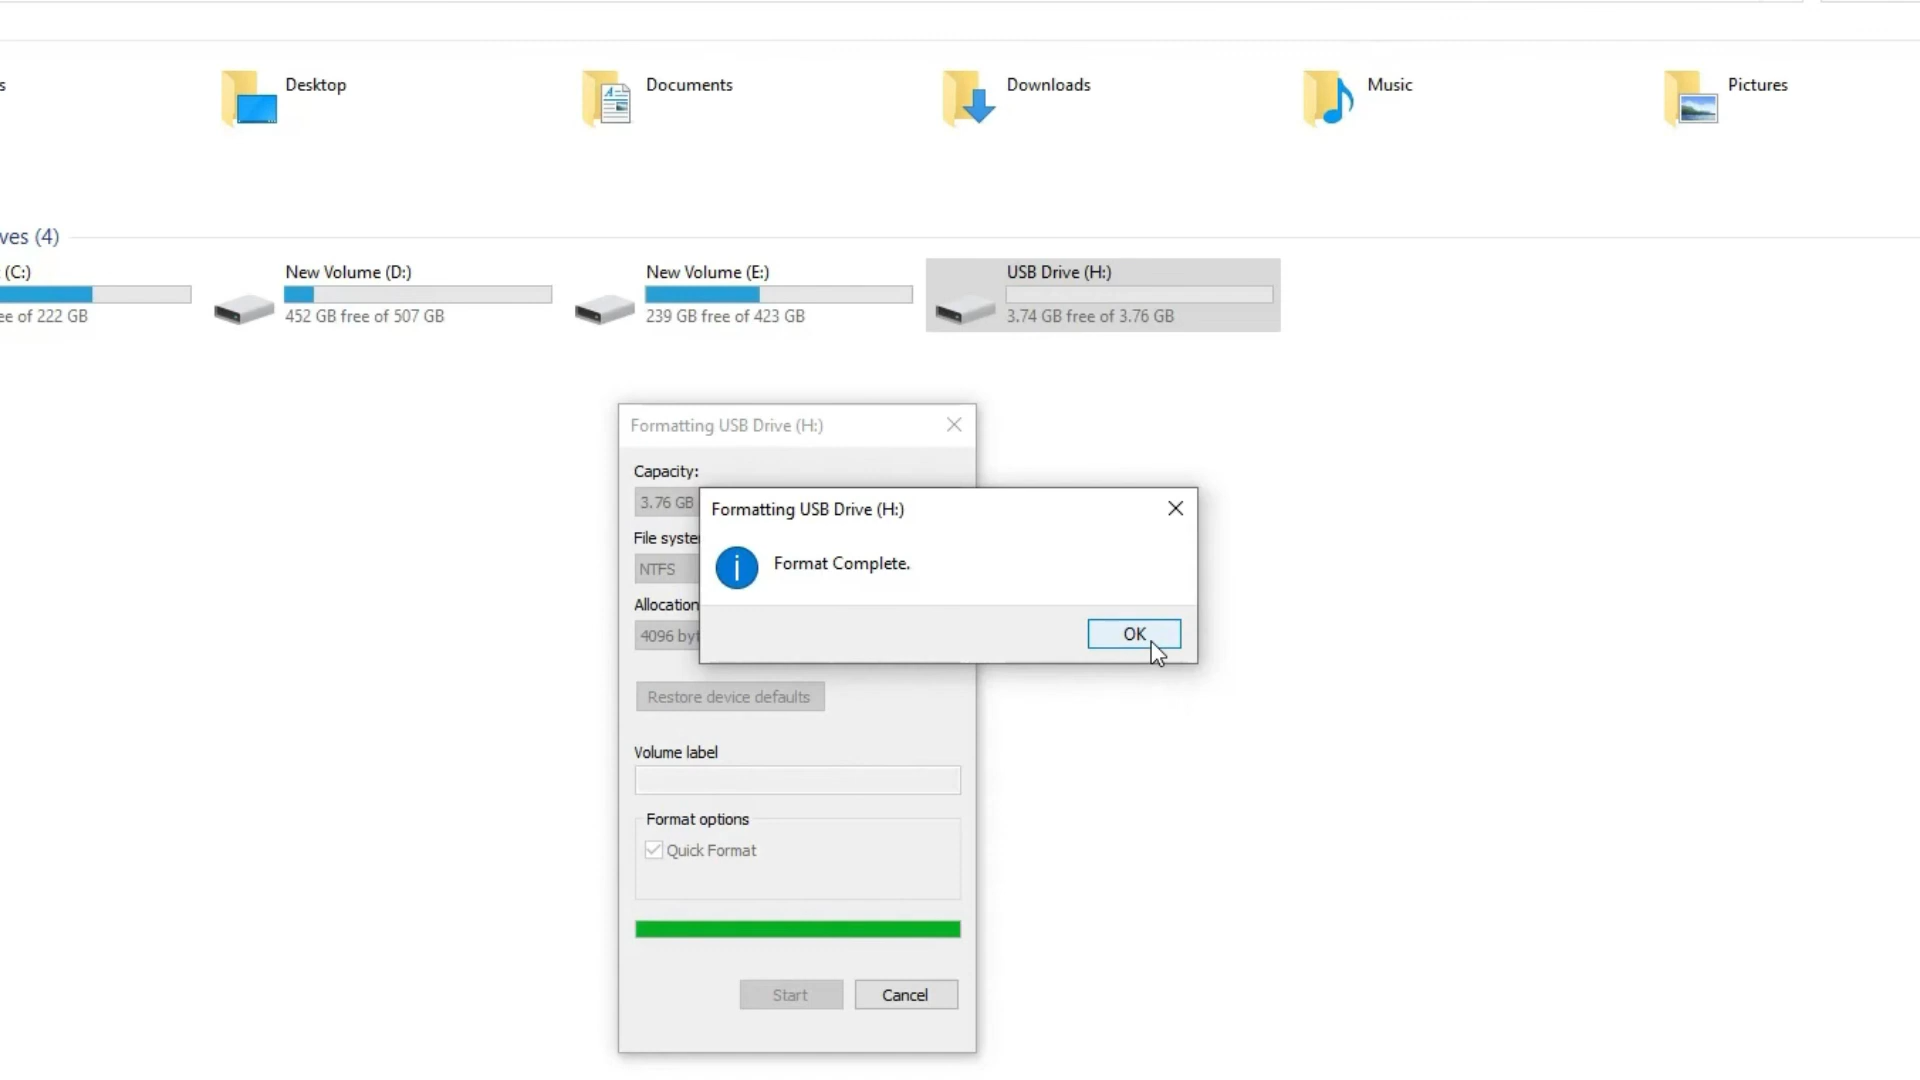 s
Desktop
Documents
Downloads
Music
Pictures
ves (4)
(C:)
ee of 222 GB
New Volume (D:)
452 GB free of 507 GB
New Volume (E:)
239 GB free of 423 GB
USB Drive (H:)
3.74 GB free of 3.76 GB
Formatting USB Drive (H:)
Capacity:
3.76 GB
File syste
NTFS
Allocation
4096 byt
Formatting USB Drive (H:)
Format Complete.
OK
Restore device defaults
Volume label
Format options
Quick Format
Start
Cancel